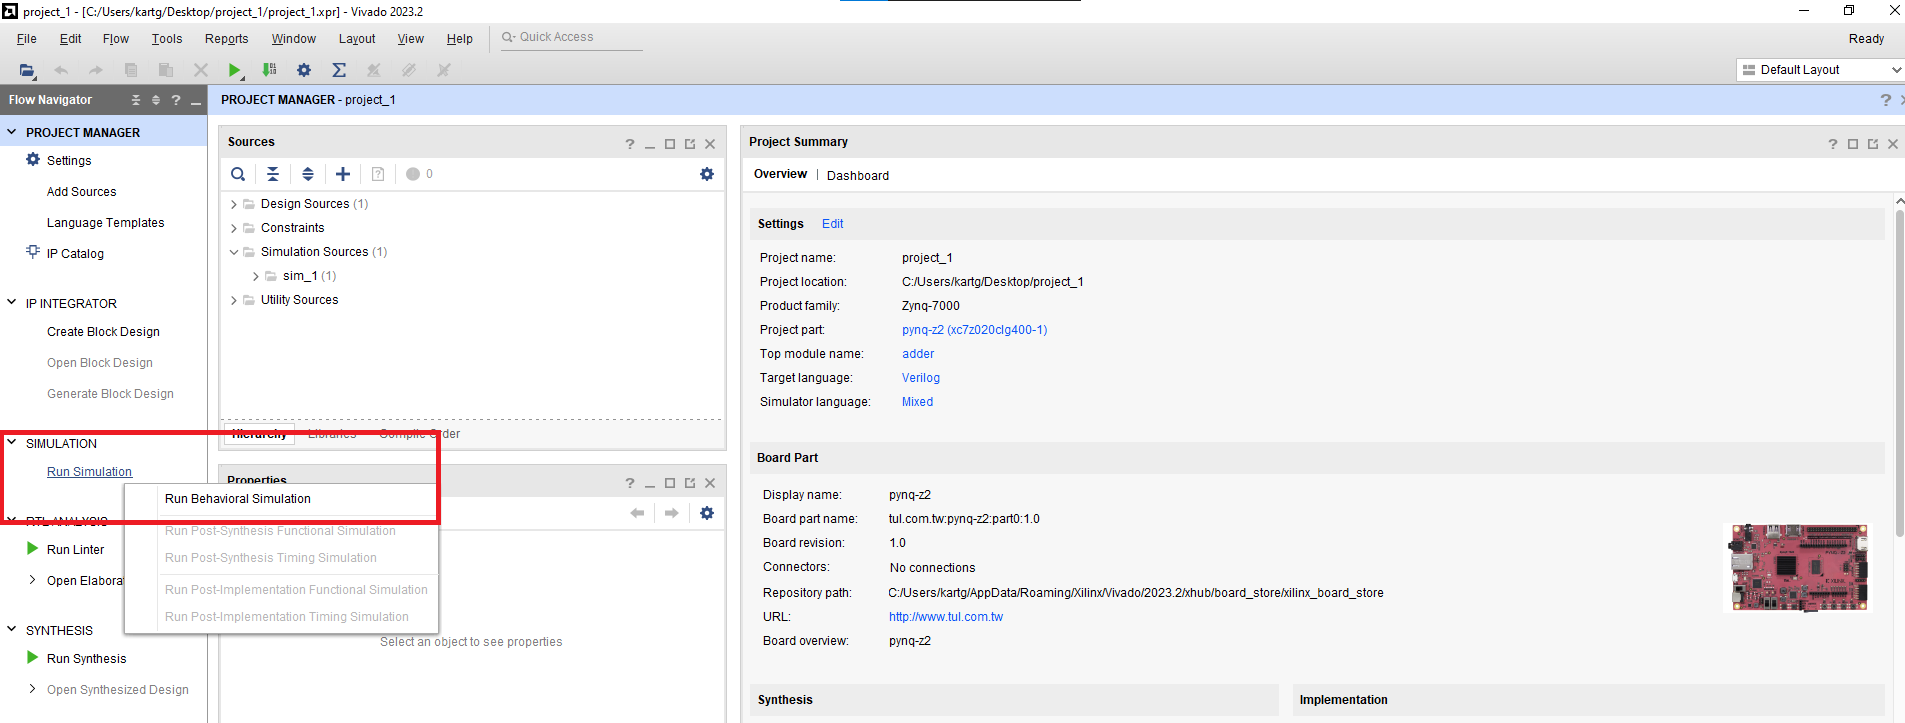 project_1 - [C:/Users/kartg/Desktop/project_1/project_1.xpr] - Vivado 2023.2
File Edit Flow Tools Reports Window Layout View Help Quick Access Ready
Default Layout
Flow Navigator
PROJECT MANAGER - project_1
PROJECT MANAGER
Settings
Add Sources
Language Templates
IP Catalog
IP INTEGRATOR
Create Block Design
Open Block Design
Generate Block Design
SIMULATION
Run Simulation
Run Behavioral Simulation
Run Post-Synthesis Functional Simulation
Run Post-Synthesis Timing Simulation
Run Post-Implementation Functional Simulation
Run Post-Implementation Timing Simulation
RTL ANALYSIS
Run Linter
Open Elabora
SYNTHESIS
Run Synthesis
Open Synthesized Design
Sources
0
Design Sources (1)
Constraints
Simulation Sources (1)
sim_1 (1)
Utility Sources
Hierarchy Libraries Compile Order
Properties
Select an object to see properties
Project Summary
Overview | Dashboard
Settings Edit
Project name: project_1
Project location: C:/Users/kartg/Desktop/project_1
Product family: Zynq-7000
Project part: pynq-z2 (xc7z020clg400-1)
Top module name: adder
Target language: Verilog
Simulator language: Mixed
Board Part
Display name: pynq-z2
Board part name: tul.com.tw:pynq-z2:part0:1.0
Board revision: 1.0
Connectors: No connections
Repository path: C:/Users/kartg/AppData/Roaming/Xilinx/Vivado/2023.2/xhub/board_store/xilinx_board_store
URL: http://www.tul.com.tw
Board overview: pynq-z2
Synthesis
Implementation